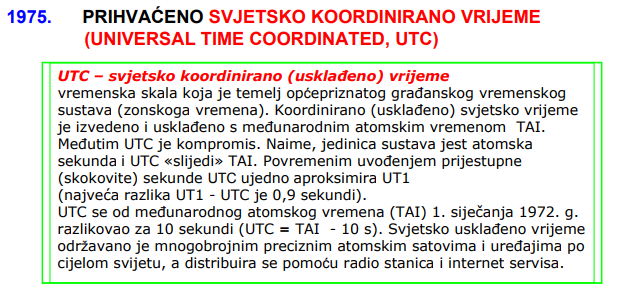 1975. PRIHVAĆENO SVJETSKO KOORDINIRANO VRIJEME
(UNIVERSAL TIME COORDINATED, UTC)
UTC – svjetsko koordinirano (usklađeno) vrijeme
vremenska skala koja je temelj općepriznatog građanskog vremenskog
sustava (zonskoga vremena). Koordinirano (usklađeno) svjetsko vrijeme
je izvedeno i usklađeno s međunarodnim atomskim vremenom TAI.
Međutim UTC je kompromis. Naime, jedinica sustava jest atomska
sekunda i UTC «slijedi» TAI. Povremenim uvođenjem prijestupne
(skokovite) sekunde UTC ujedno aproksimira UT1
(najveća razlika UT1 - UTC je 0,9 sekundi).
UTC se od međunarodnog atomskog vremena (TAI) 1. siječanja 1972. g.
razlikovao za 10 sekundi (UTC = TAI - 10 s). Svjetsko usklađeno vrijeme
održavano je mnogobrojnim preciznim atomskim satovima i uređajima po
cijelom svijetu, a distribuira se pomoću radio stanica i internet servisa.